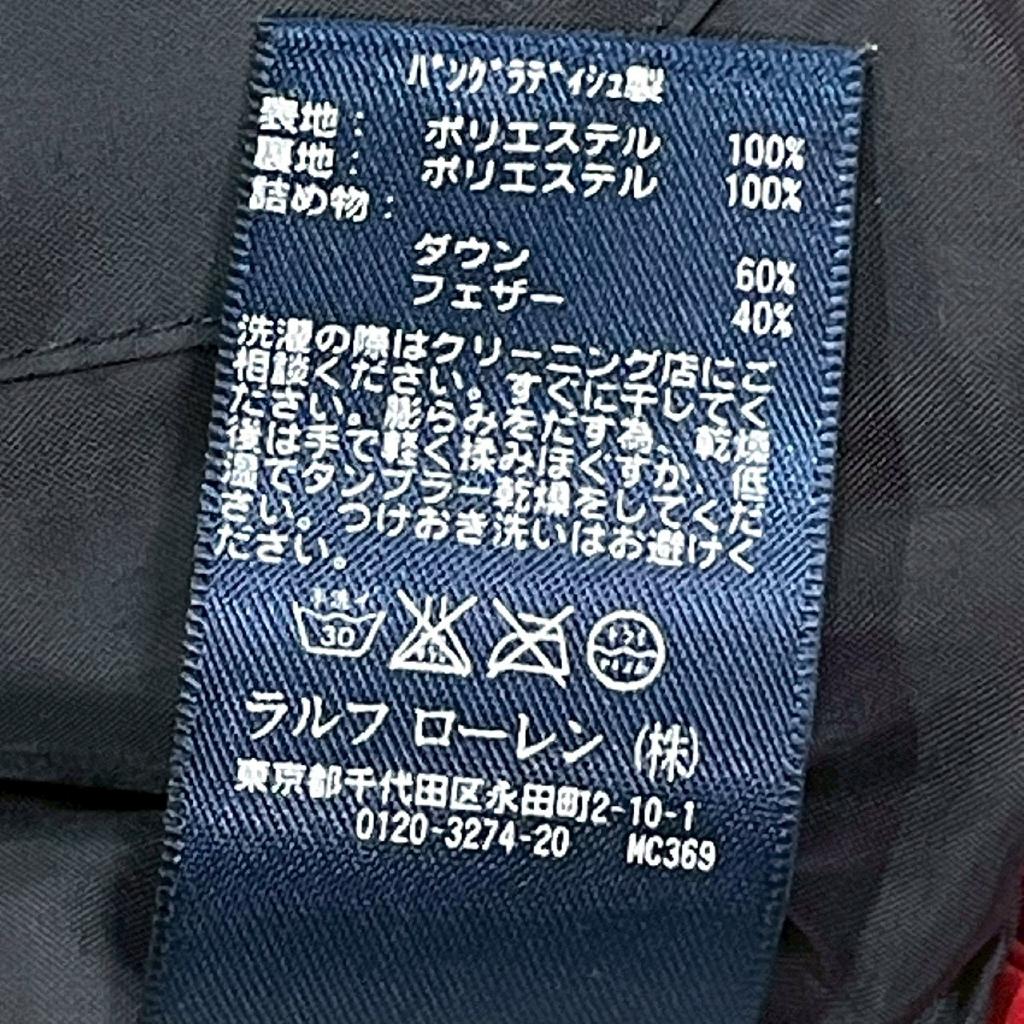 バングラディシュ製
表地: ポリエステル 100%
裏地: ポリエステル 100%
詰め物:
ダウン 60%
フェザー 40%
洗濯の際はクリーニング店にご
相談ください。すぐに干してく
ださい。膨らみをだす為、乾燥
後は手で軽く揉みほぐすか、低
温でタンブラー乾燥をしてくだ
さい。つけおき洗いはお避けく
ださい。
手洗イ
30
ラルフ ローレン (株)
東京都千代田区永田町2-10-1
0120-3274-20 MC369